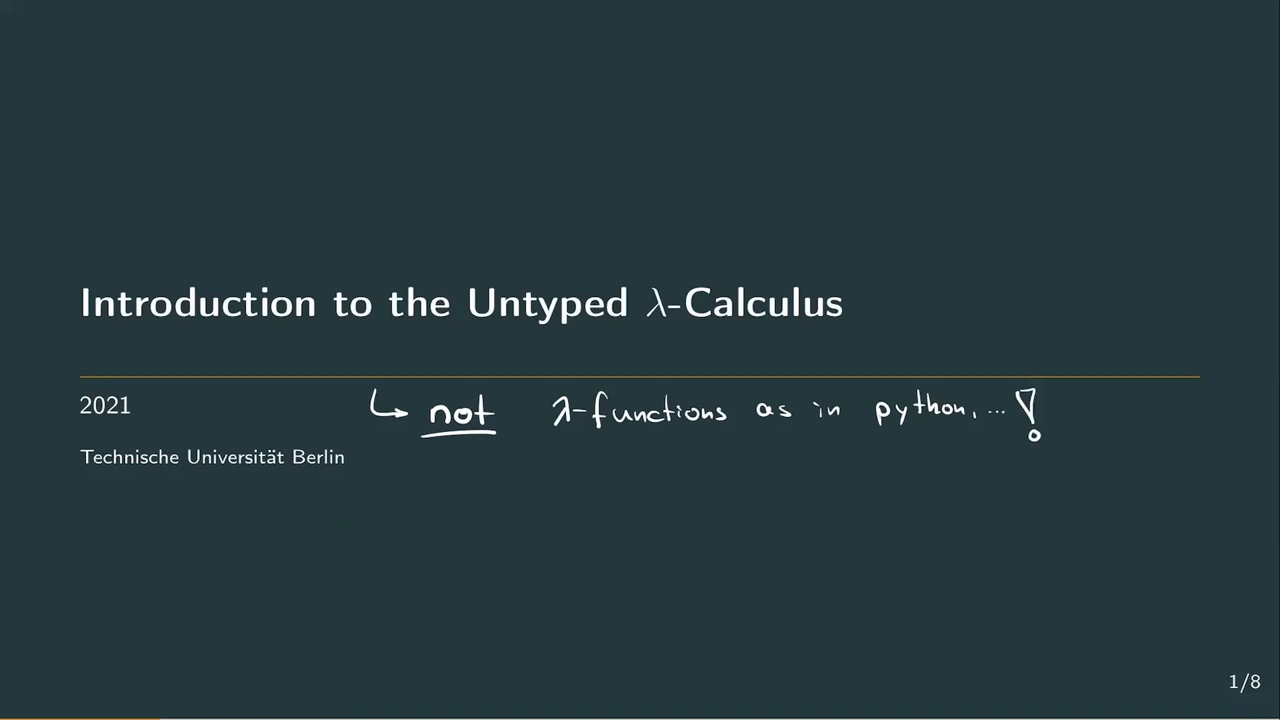 Introduction to the Untyped λ-Calculus
2021
↳ not λ-functions as in python, ... !
Technische Universität Berlin
1/8